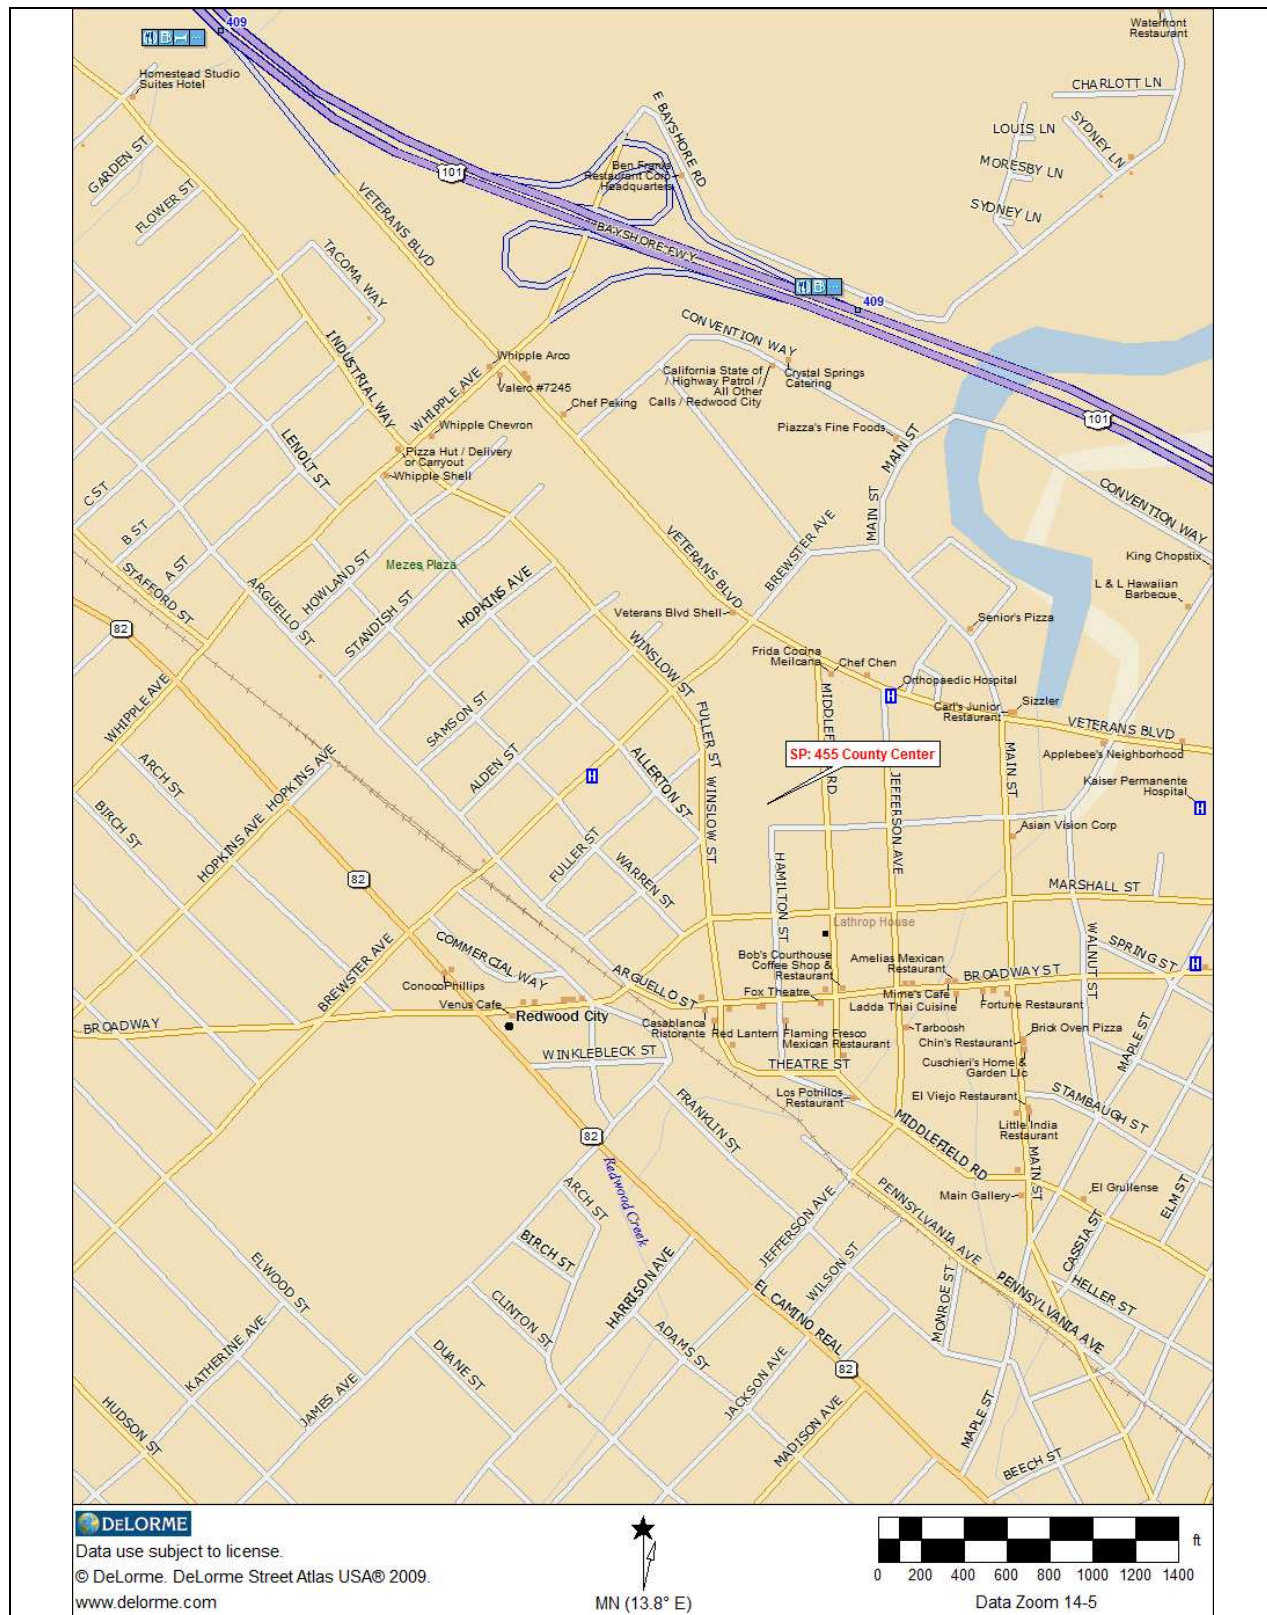 409
Waterfront
Restaurant
Homestead Studio
Suites Hotel
CHARLOTT LN
E BAYSHORE RD
LOUIS LN
SYDNEY LN
GARDEN ST
101
Ben Franks
Restaurant Corp
Headquarters
MORESBY LN
FLOWER ST
VETERANS BLVD
SYDNEY LN
BAYSHORE FWY
TACOMA WAY
409
CONVENTION WAY
INDUSTRIAL WAY
Whipple Arco
WHIPPLE AVE
Valero #7245
California State of
/ Highway Patrol /
All Other
Calls / Redwood City
Crystal Springs
Catering
Chef Peking
101
Whipple Chevron
Piazza's Fine Foods
MAIN ST
LENOLT ST
Pizza Hut / Delivery
or Carryout
Whipple Shell
C ST
MAIN ST
CONVENTION WAY
B ST
BREWSTER AVE
VETERANS BLVD
A ST
STAFFORD ST
HOWLAND ST
Mezes Plaza
King Chopstix
ARGUELLO ST
STANDISH ST
HOPKINS AVE
L & L Hawaiian
Barbecue
82
Veterans Blvd Shell
Senior's Pizza
WINSLOW ST
Frida Cocina
Meilcana
Chef Chen
Orthopaedic Hospital
WHIPPLE AVE
H
Carl's Junior
Restaurant
Sizzler
SAMSON ST
FULLER ST
VETERANS BLVD
SP: 455 County Center
RD
MAIN ST
Applebee's Neighborhood
ARCH ST
HOPKINS AVE
ALDEN ST
ALLERTON ST
H
JEFFERSON AVE
Kaiser Permanente
Hospital
H
BIRCH ST
HOPKINS AVE
WINSLOW ST
Asian Vision Corp
FULLER ST
WARREN ST
HAMILTON ST
82
MARSHALL ST
Lathrop House
WALNUT ST
BREWSTER AVE
COMMERCIAL WAY
SPRING ST
H
ARGUELLO ST
Bob's Courthouse
Coffee Shop &
Restaurant
Amelias Mexican
Restaurant
BROADWAY ST
ConocoPhillips
Fox Theatre
Mime's Cafe
Venus Cafe
Ladda Thai Cuisine
Fortune Restaurant
BROADWAY
Redwood City
Casablanca
Ristorante
Red Lantern
Flaming Fresco
Mexican Restaurant
Tarboosh
Brick Oven Pizza
Chin's Restaurant
MAPLE ST
WINKLEBLECK ST
THEATRE ST
Cuschieri's Home &
Garden Llc
Los Potrillos
Restaurant
El Viejo Restaurant
STAMBAUGH ST
FRANKLIN ST
Little India
Restaurant
82
MIDDLEFIELD RD
MAIN ST
Redwood Creek
ARCH ST
PENNSYLVANIA AVE
Main Gallery
El Grullense
ELM ST
JEFFERSON AVE
BIRCH ST
WILSON ST
CASSIA ST
HARRISON AVE
ELWOOD ST
EL CAMINO REAL
MONROE ST
PENNSYLVANIA AVE
HELLER ST
CLINTON ST
ADAMS ST
KATHERINE AVE
DUANE ST
JACKSON AVE
82
JAMES AVE
HUDSON ST
MADISON AVE
MAPLE ST
BEECH ST
DELORME
Data use subject to license.
© DeLorme. DeLorme Street Atlas USA® 2009.
www.delorme.com
MN (13.8° E)
ft
0 200 400 600 800 1000 1200 1400
Data Zoom 14-5